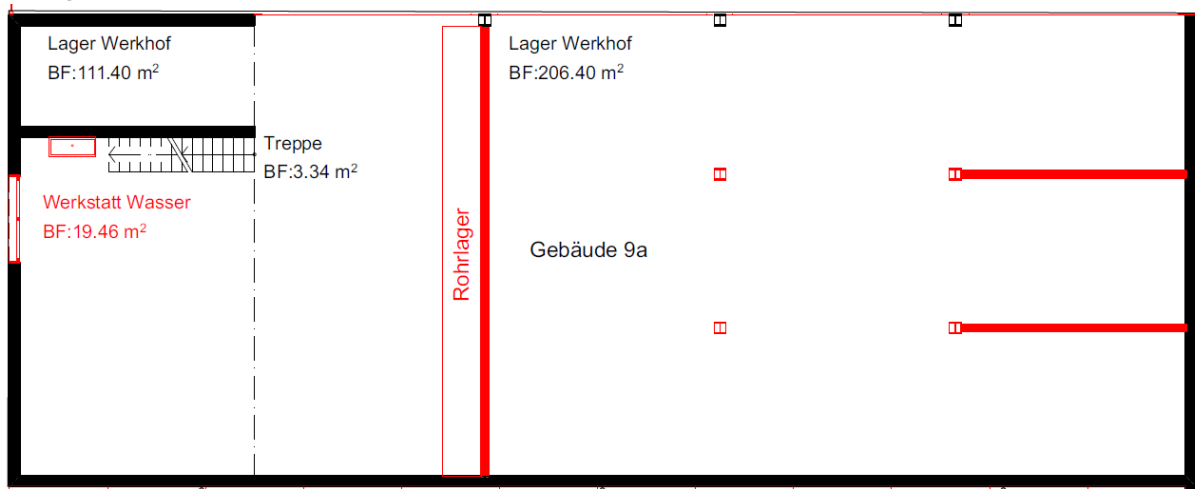 Lager Werkhof
BF:111.40 m²
Lager Werkhof
BF:206.40 m²
Treppe
BF:3.34 m²
Werkstatt Wasser
BF:19.46 m²
Rohrlager
Gebäude 9a